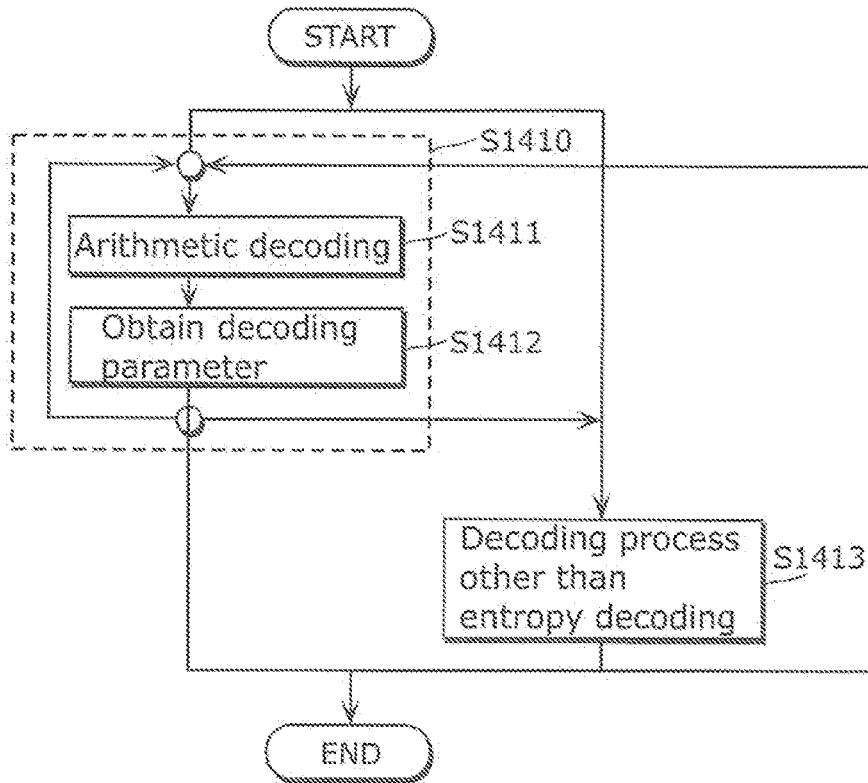 START
S1410
Arithmetic decoding
S1411
Obtain decoding
parameter
S1412
Decoding process
other than
entropy decoding
S1413
END